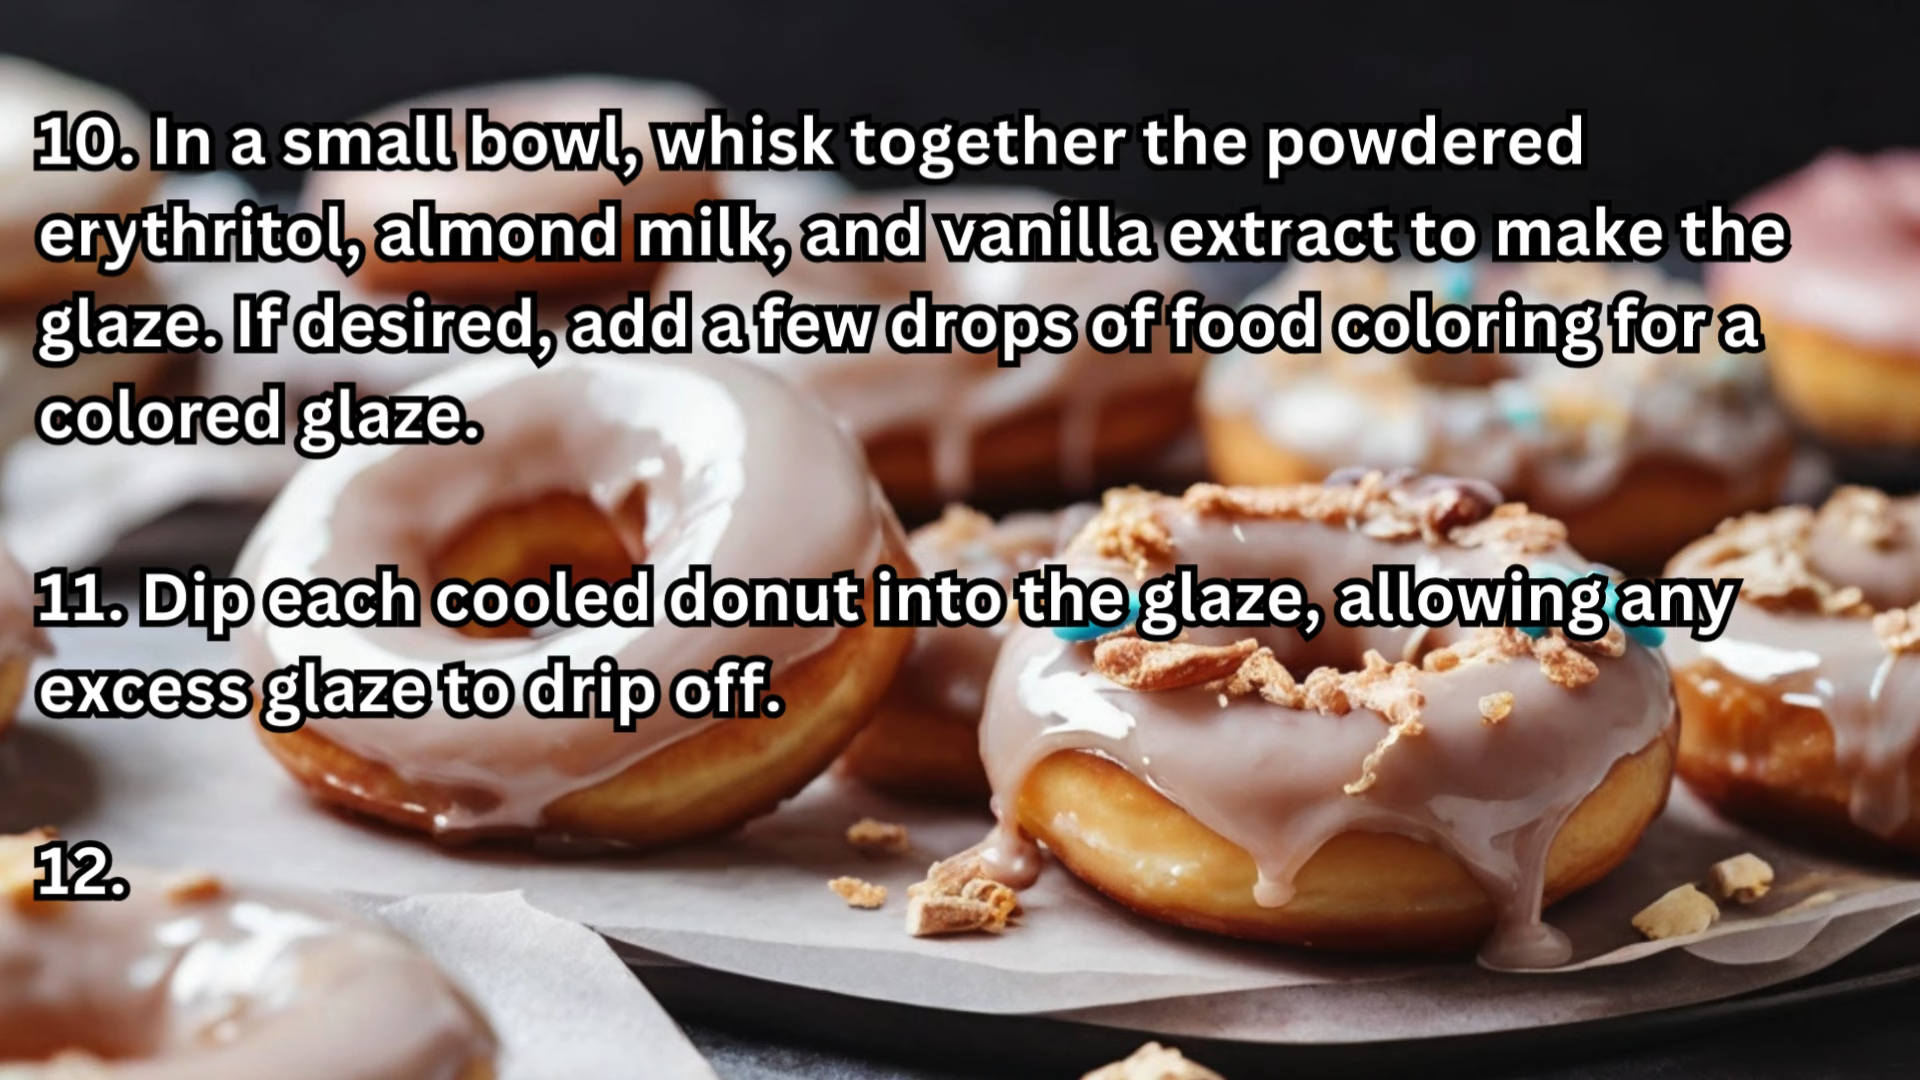 10. In a small bowl, whisk together the powdered
erythritol, almond milk, and vanilla extract to make the
glaze. If desired, add a few drops of food coloring for a
colored glaze.
11. Dip each cooled donut into the glaze, allowing any
excess glaze to drip off.
12.